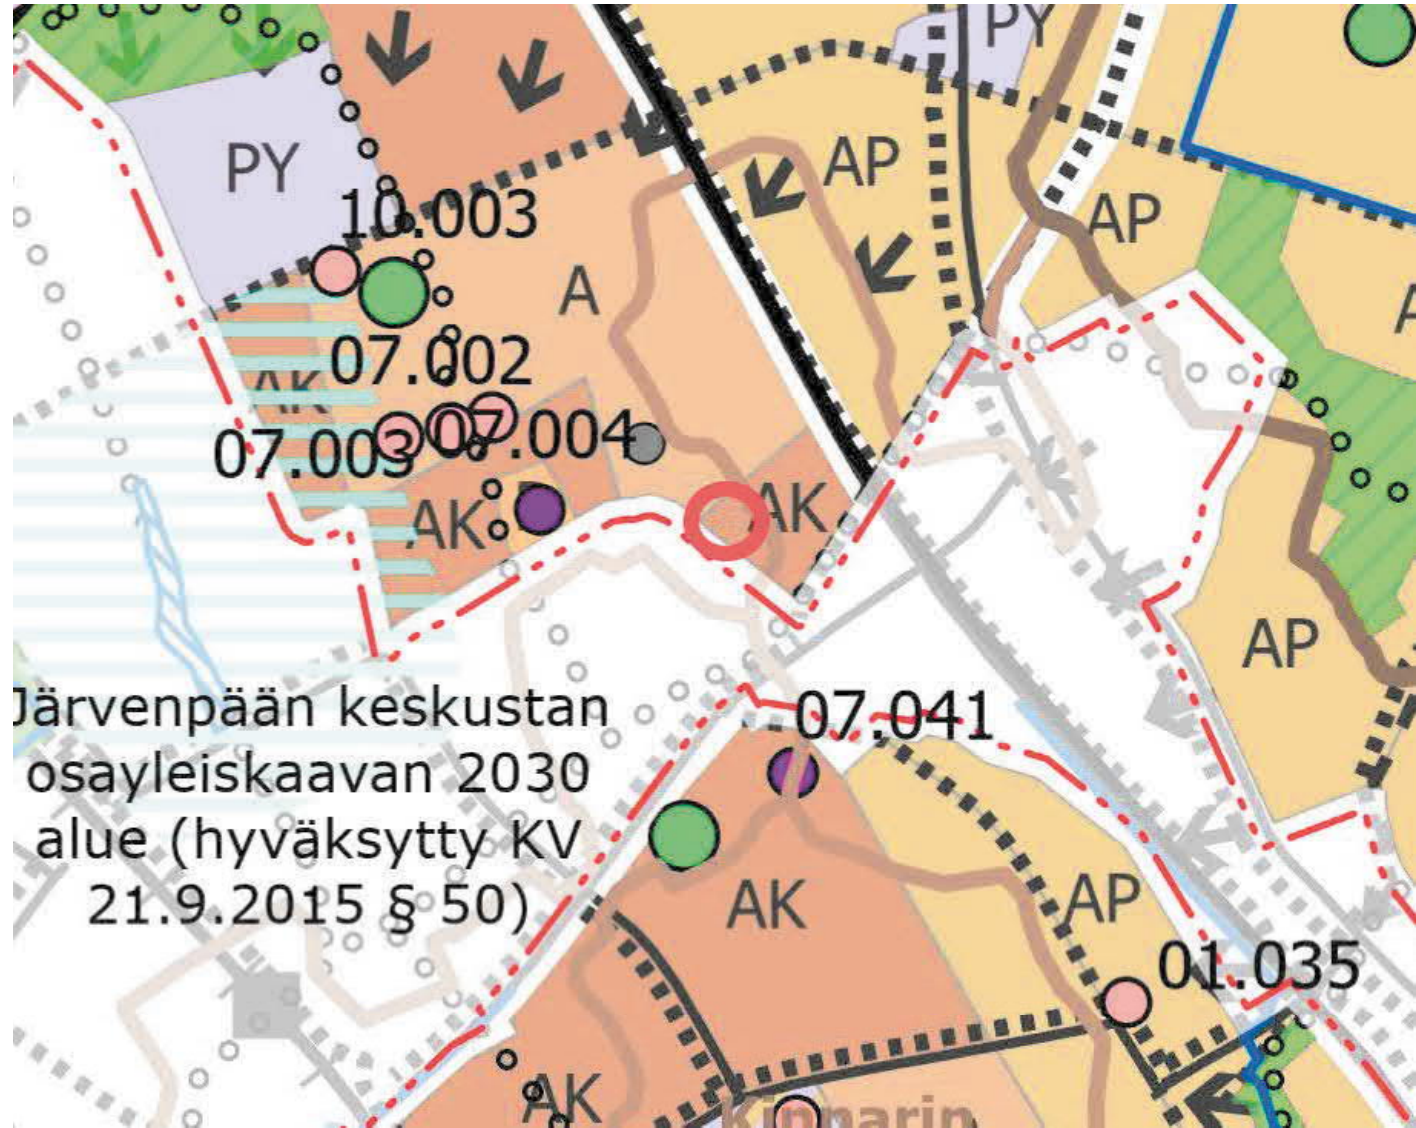 PY
PY
AP
10.003
AP
A
A
07.002
AK
07.003
07.004
AK
AK
AP
Järvenpään keskustan
osayleiskaavan 2030
alue (hyväksytty KV
21.9.2015 § 50)
07.041
AK
AP
01.035
AK
Kinnarin